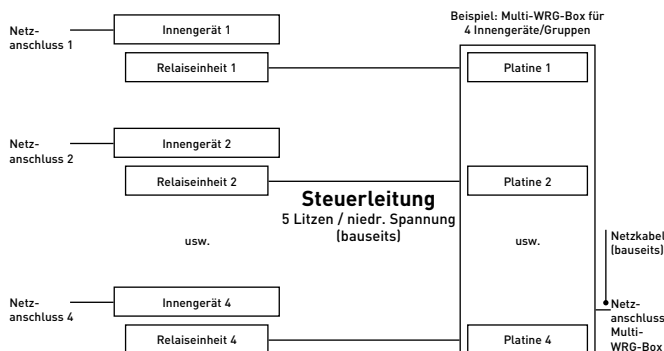 Beispiel: Multi-WRG-Box für
4 Innengeräte/Gruppen
Netz-
anschluss 1
Innengerät 1
Relaiseinheit 1
Platine 1
Netz-
anschluss 2
Innengerät 2
Relaiseinheit 2
Platine 2
Steuerleitung
5 Litzen / niedr. Spannung
(bauseits)
usw.
usw.
Netzkabel
(bauseits)
Netz-
anschluss 4
Innengerät 4
Relaiseinheit 4
Platine 4
Netz-
anschluss
Multi-
WRG-Box